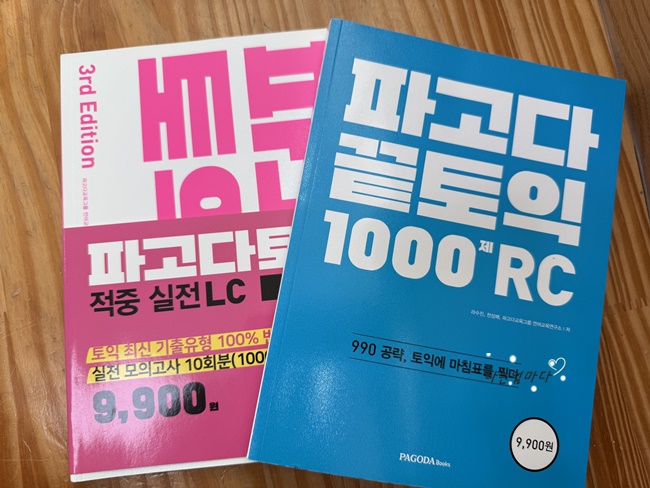 3rd Edition
파고다토
적중 실전 LC
토익 최신 기출유형 100%
실전 모의고사 10회분(100
9,900원
파고다
끝토익
1000제 RC
990 공략, 토익에 마침표를 찍다
9,900원
PAGODA Books